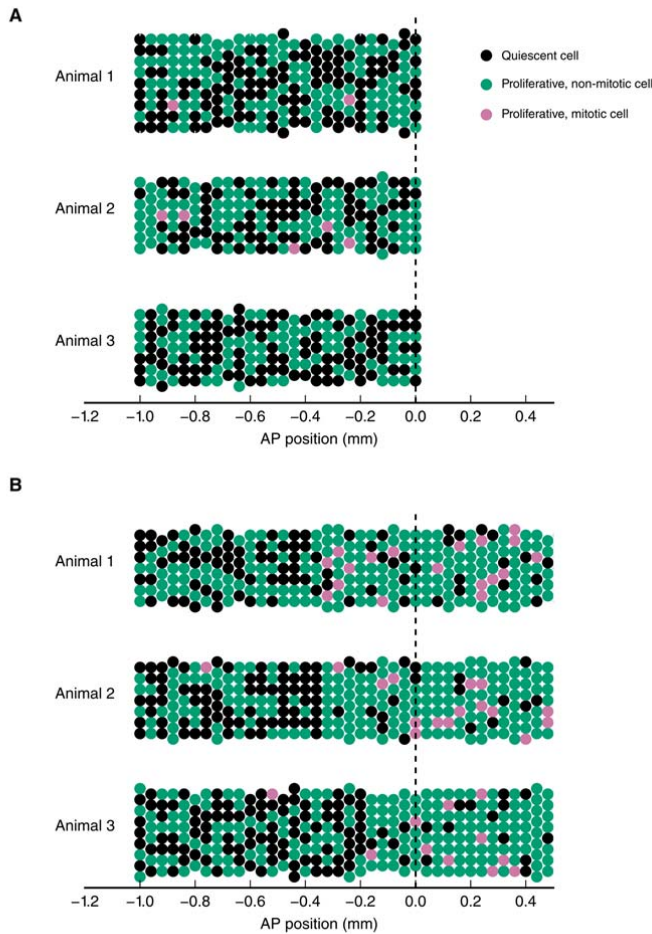 A
Animal 1
Quiescent cell
Proliferative, non-mitotic cell
Proliferative, mitotic cell
Animal 2
Animal 3
−1.2 −1.0 −0.8 −0.6 −0.4 −0.2 0.0 0.2 0.4
AP position (mm)
B
Animal 1
Animal 2
Animal 3
−1.2 −1.0 −0.8 −0.6 −0.4 −0.2 0.0 0.2 0.4
AP position (mm)